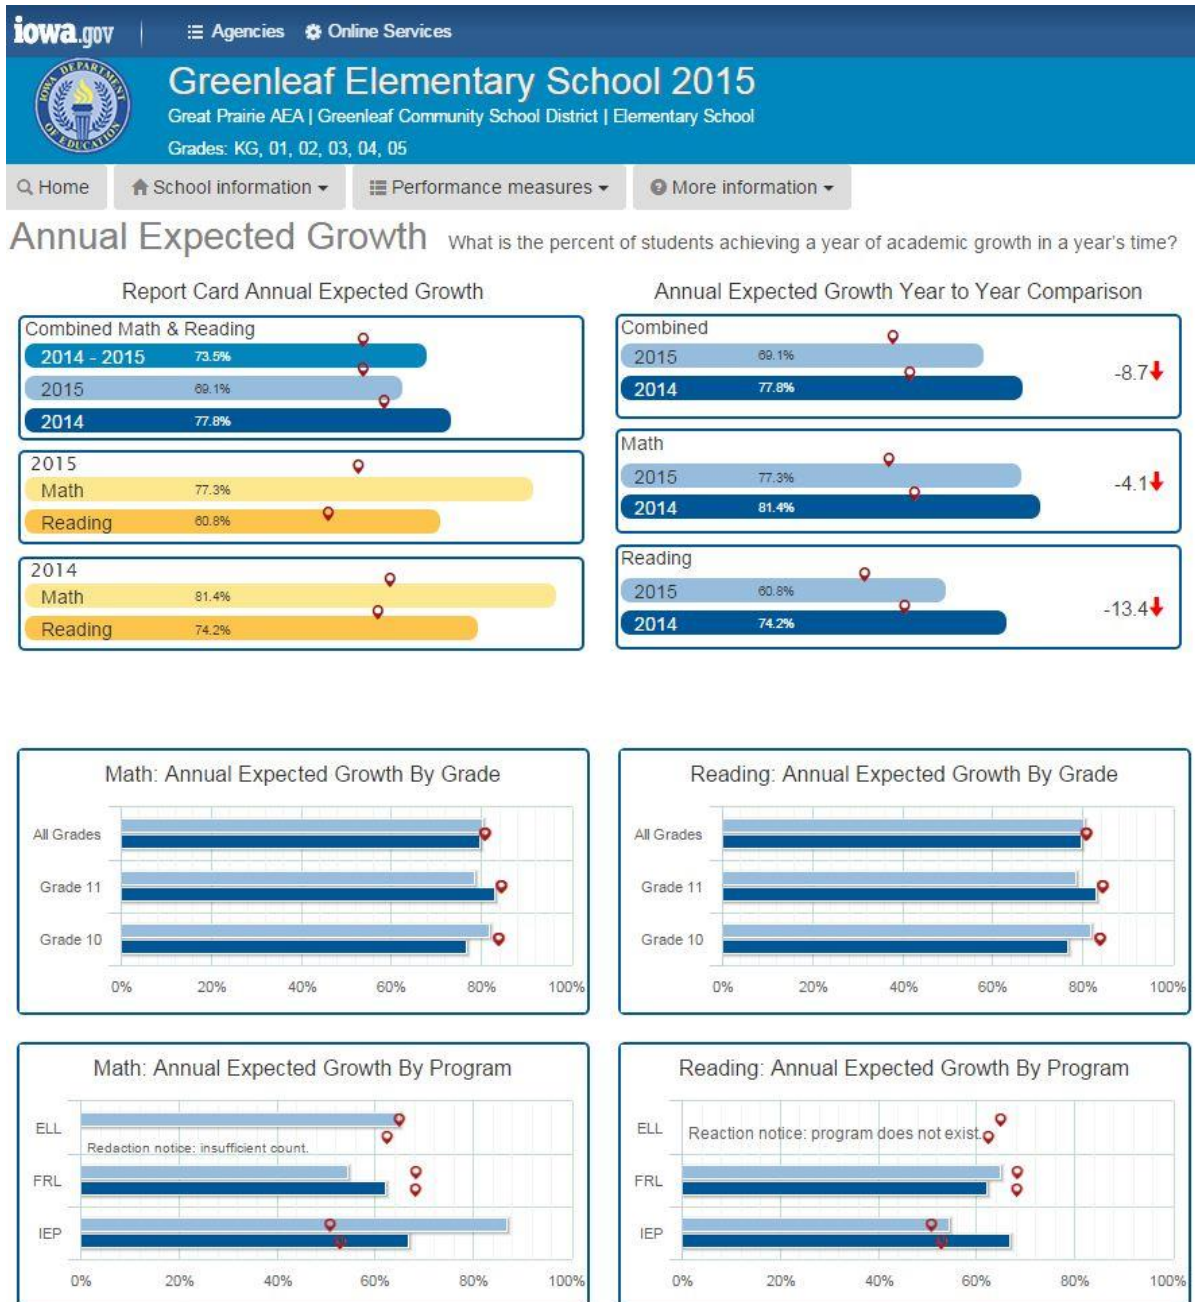 iowa.gov Agencies Online Services
IOWA DEPARTMENT OF EDUCATION
Greenleaf Elementary School 2015
Great Prairie AEA | Greenleaf Community School District | Elementary School
Grades: KG, 01, 02, 03, 04, 05
Home School information Performance measures More information
Annual Expected Growth What is the percent of students achieving a year of academic growth in a year's time?
Report Card Annual Expected Growth
Combined Math & Reading
2014 - 2015 73.5%
2015 69.1%
2014 77.8%
2015
Math 77.3%
Reading 60.8%
2014
Math 81.4%
Reading 74.2%
Annual Expected Growth Year to Year Comparison
Combined
2015 69.1%
2014 77.8%
-8.7
Math
2015 77.3%
2014 81.4%
-4.1
Reading
2015 60.8%
2014 74.2%
-13.4
Math: Annual Expected Growth By Grade
All Grades
Grade 11
Grade 10
0% 20% 40% 60% 80% 100%
Reading: Annual Expected Growth By Grade
All Grades
Grade 11
Grade 10
0% 20% 40% 60% 80% 100%
Math: Annual Expected Growth By Program
ELL
Redaction notice: insufficient count.
FRL
IEP
0% 20% 40% 60% 80% 100%
Reading: Annual Expected Growth By Program
ELL Reaction notice: program does not exist.
FRL
IEP
0% 20% 40% 60% 80% 100%